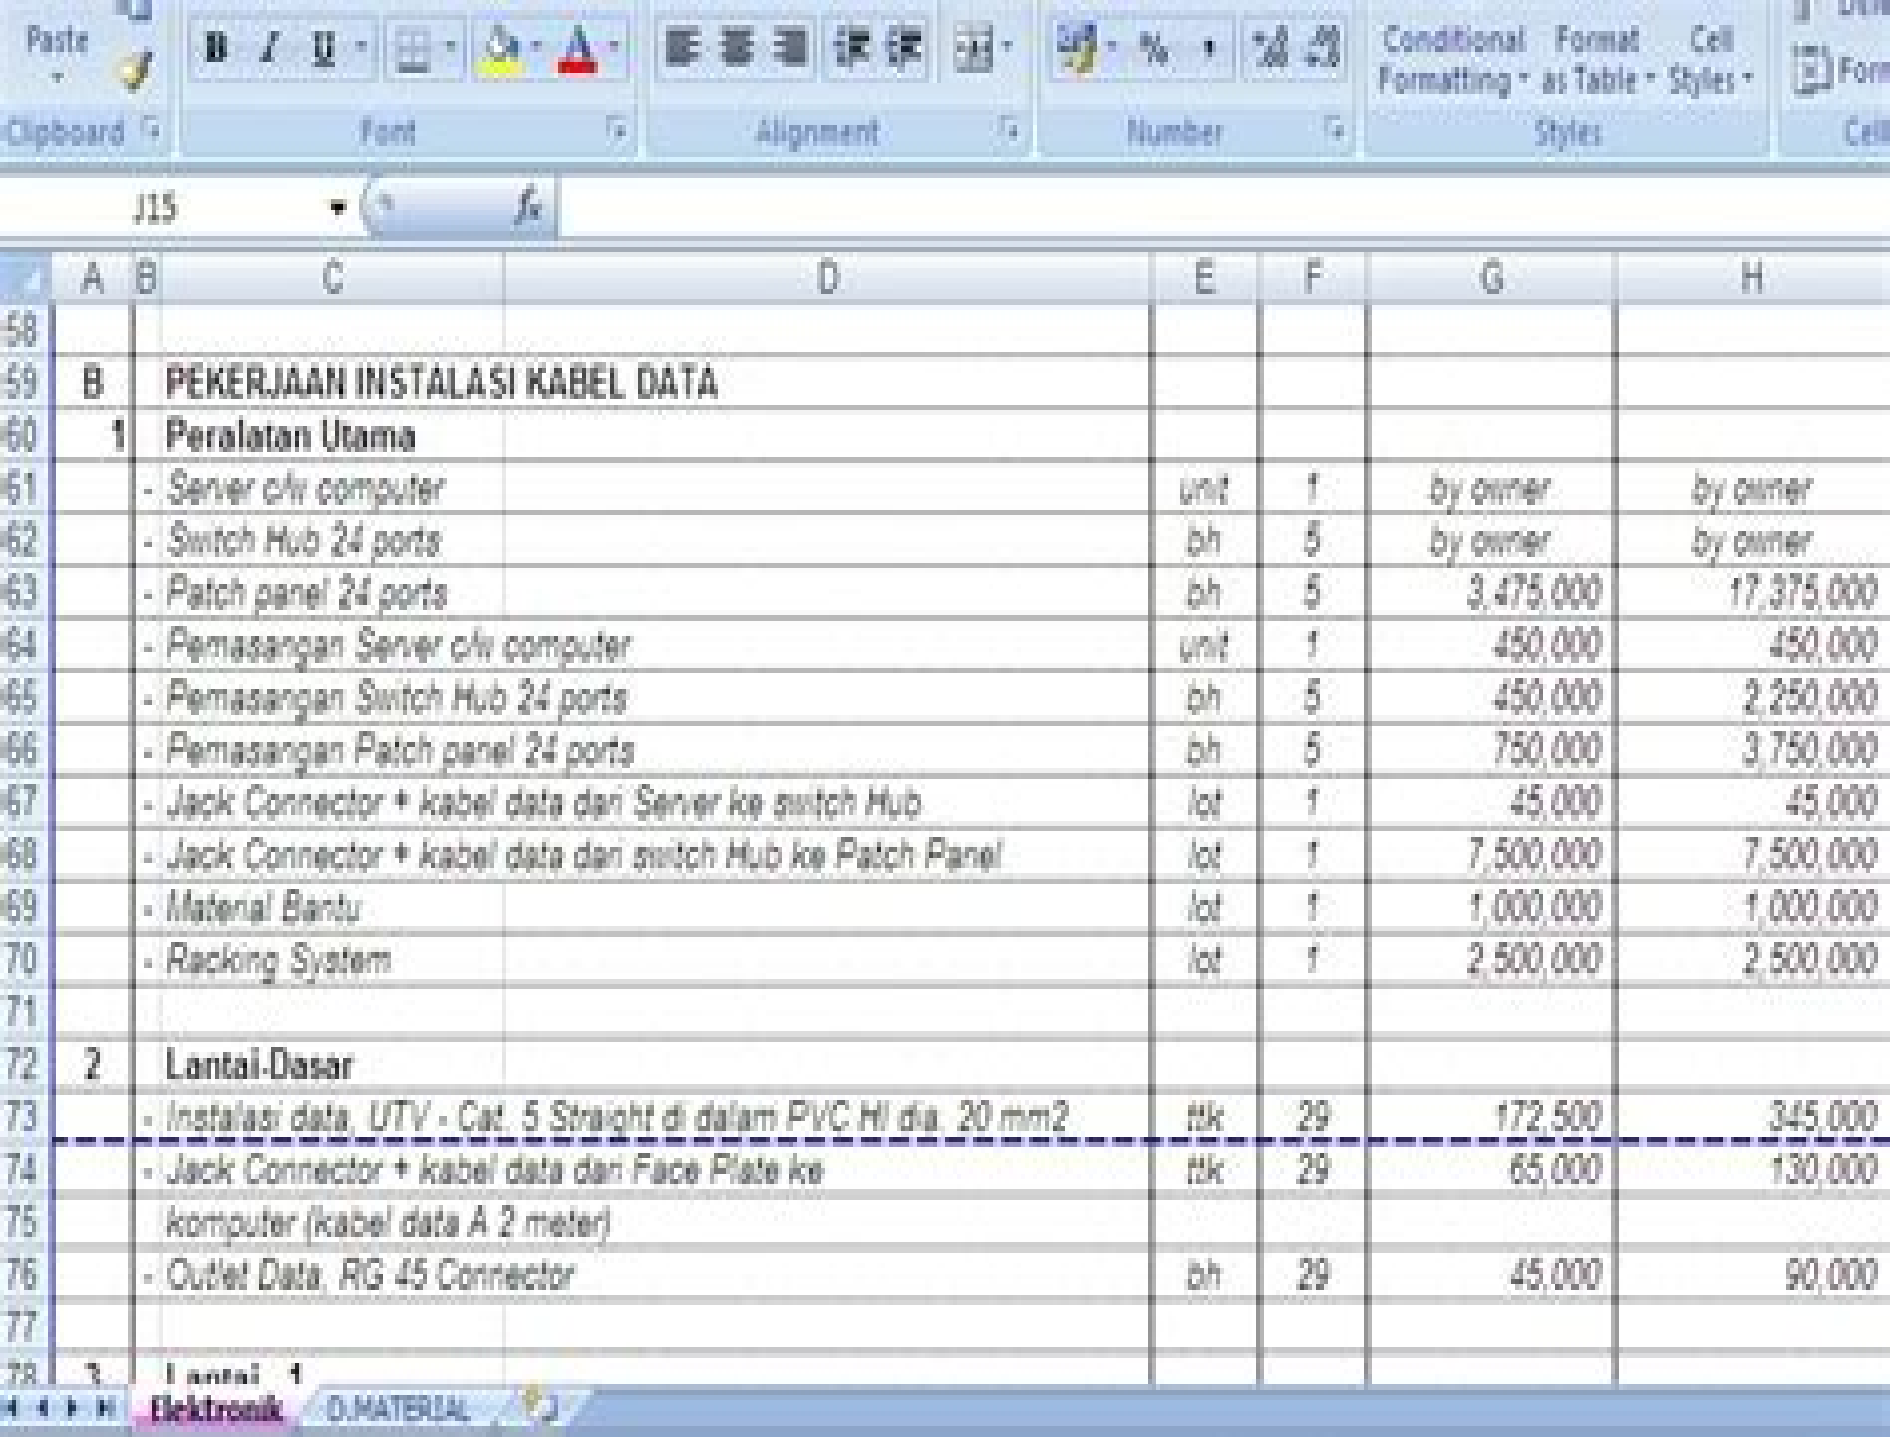 Paste
Conditional Format Cell
Formatting as Table Styles
Clipboard Font Alignment Number Styles
J15 fx
A B C D E F G H
58
59 B PEKERJAAN INSTALASI KABEL DATA
60 1 Peralatan Utama
61 - Server c/w computer unit 1 by owner by owner
62 - Switch Hub 24 ports bh 5 by owner by owner
63 - Patch panel 24 ports bh 5 3,475,000 17,375,000
64 - Pemasangan Server c/w computer unit 1 450,000 450,000
65 - Pemasangan Switch Hub 24 ports bh 5 450,000 2,250,000
66 - Pemasangan Patch panel 24 ports bh 5 750,000 3,750,000
67 - Jack Connector + kabel data dari Server ke switch Hub lot 1 45,000 45,000
68 - Jack Connector + kabel data dari switch Hub ke Patch Panel lot 1 7,500,000 7,500,000
69 - Material Bantu lot 1 1,000,000 1,000,000
70 - Racking System lot 1 2,500,000 2,500,000
71
72 2 Lantai-Dasar
73 - Instalasi data, UTV - Cat. 5 Straight di dalam PVC HI dia. 20 mm2 ttk 29 172,500 345,000
74 - Jack Connector + kabel data dari Face Plate ke ttk 29 65,000 130,000
75 komputer (kabel data A 2 meter)
76 - Outlet Data, RG 45 Connector bh 29 45,000 90,000
77
78 3 Lantai 1
Elektronik D.MATERIAL